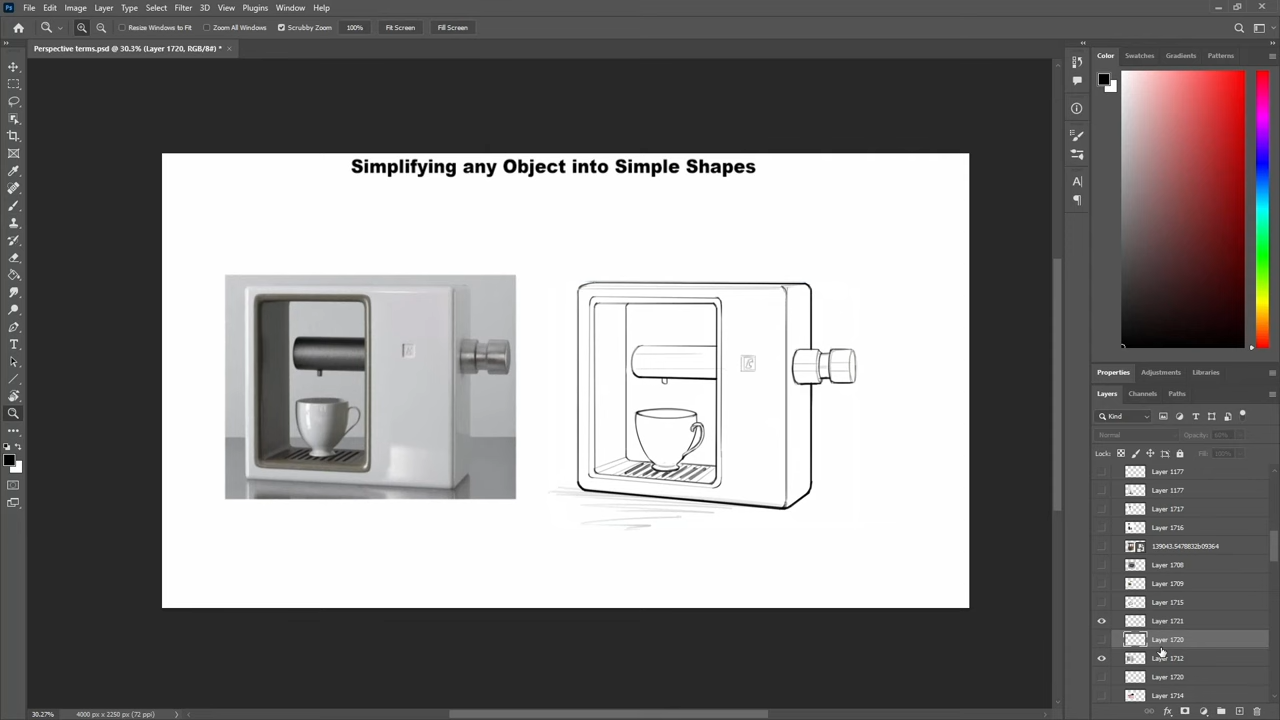 File Edit Image Layer Type Select Filter 3D View Plugins Window Help
Resize Windows to Fit Zoom All Windows Scrubby Zoom 100% Fit Screen Fill Screen
Perspective terms.psd @ 30.3% (Layer 1720, RGB/8#) *
Color Swatches Gradients Patterns
Simplifying any Object into Simple Shapes
Properties Adjustments Libraries
Layers Channels Paths
Kind
Normal Opacity: 60%
Lock: Fill: 100%
Layer 1177
Layer 1177
Layer 1717
Layer 1716
139043.5478832b09364
Layer 1708
Layer 1709
Layer 1715
Layer 1721
Layer 1720
Layer 1712
Layer 1720
Layer 1714
30.27% 4000 px x 2250 px (72 ppi)